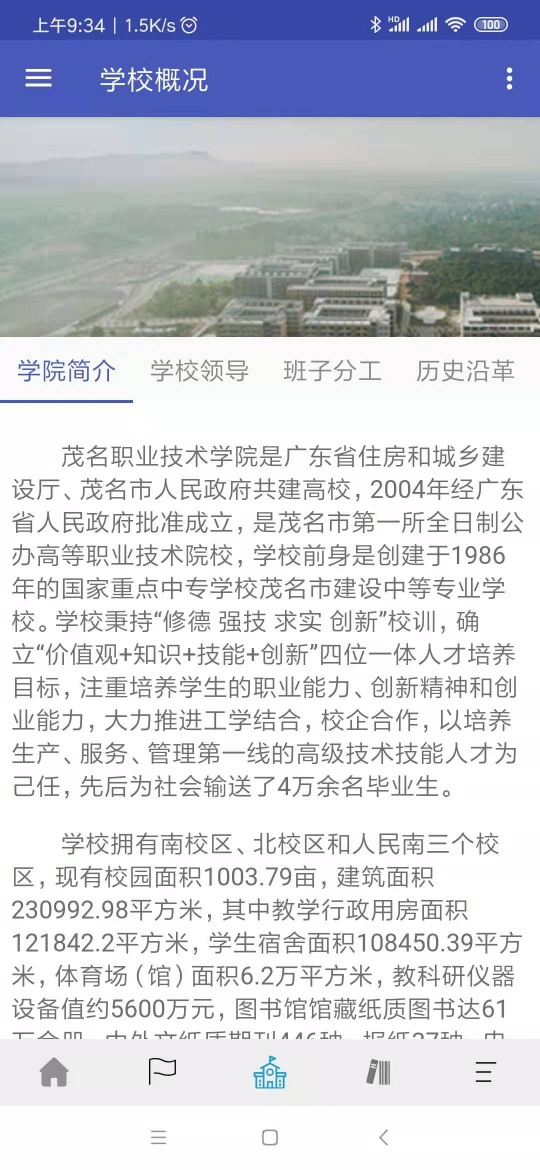 上午9:34 | 1.5K/s
HD
100
学校概况
学院简介 学校领导 班子分工 历史沿革
茂名职业技术学院是广东省住房和城乡建
设厅、茂名市人民政府共建高校，2004年经广东
省人民政府批准成立，是茂名市第一所全日制公
办高等职业技术院校，学校前身是创建于1986
年的国家重点中专学校茂名市建设中等专业学
校。学校秉持“修德 强技 求实 创新”校训，确
立“价值观+知识+技能+创新”四位一体人才培养
目标，注重培养学生的职业能力、创新精神和创
业能力，大力推进工学结合，校企合作，以培养
生产、服务、管理第一线的高级技术技能人才为
己任，先后为社会输送了4万余名毕业生。
学校拥有南校区、北校区和人民南三个校
区，现有校园面积1003.79亩，建筑面积
230992.98平方米，其中教学行政用房面积
121842.2平方米，学生宿舍面积108450.39平方
米，体育场（馆）面积6.2万平方米，教科研仪器
设备值约5600万元，图书馆馆藏纸质图书达61